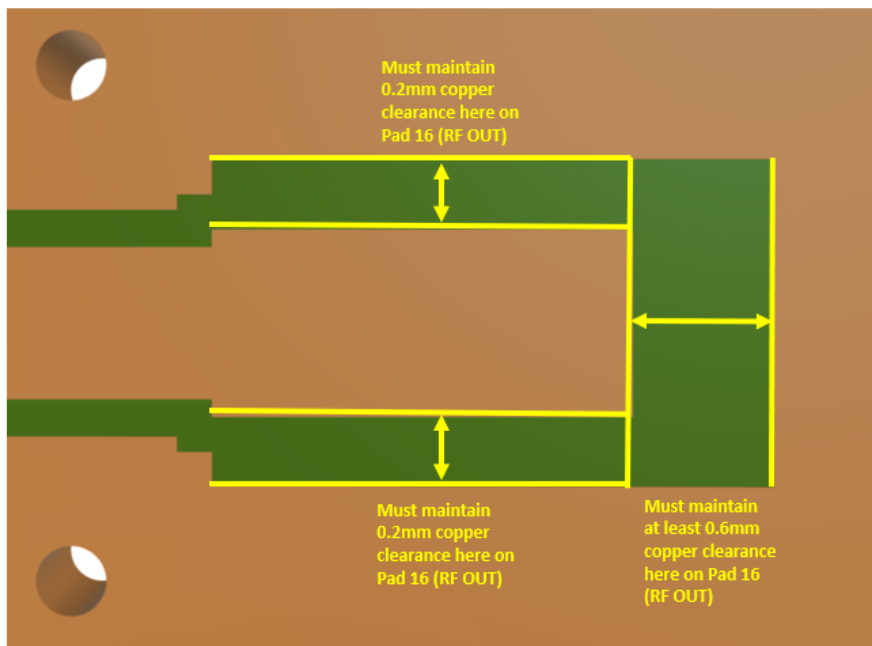 Must maintain
0.2mm copper
clearance here on
Pad 16 (RF OUT)
Must maintain
0.2mm copper
clearance here on
Pad 16 (RF OUT)
Must maintain
at least 0.6mm
copper clearance
here on Pad 16
(RF OUT)